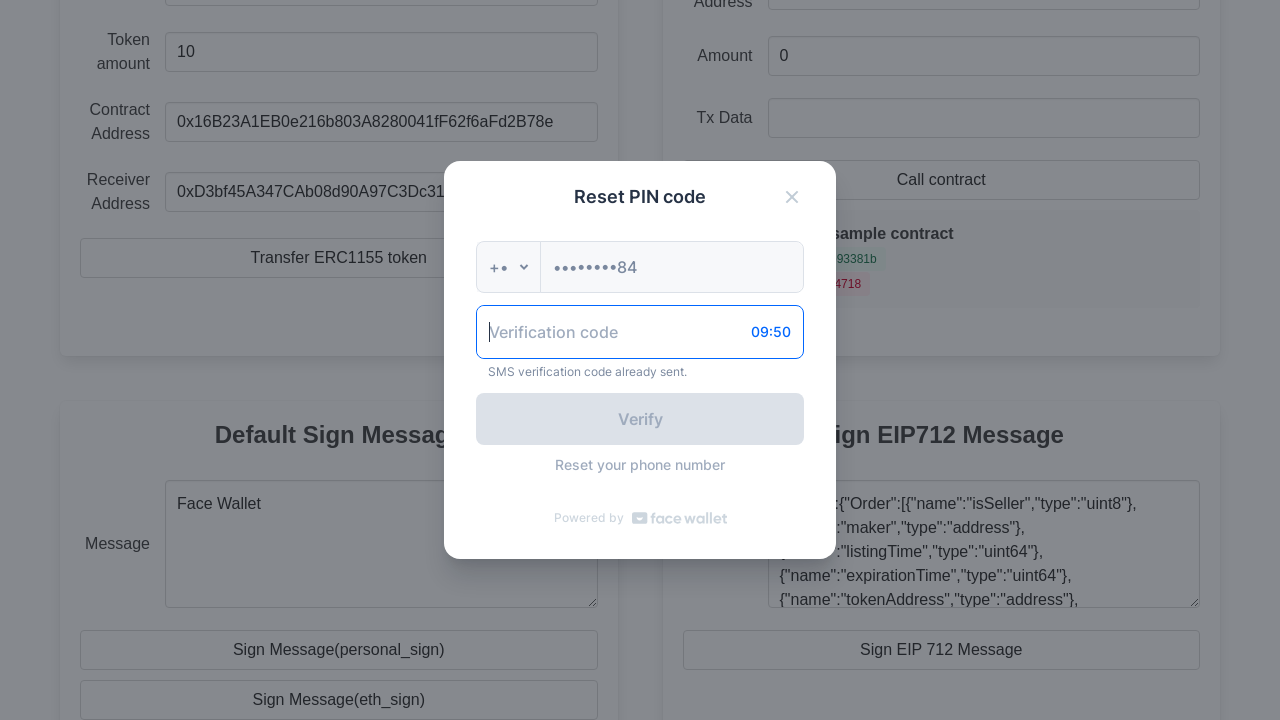 Token
amount
10
Contract
Address
0x16B23A1EB0e216b803A8280041fF62f6aFd2B78e
Receiver
Address
0xD3bf45A347CAb08d90A97C3Dc31
Transfer ERC1155 token
Address
Amount
0
Tx Data
Call contract
sample contract
93381b
4718
Reset PIN code
+•
••••••••84
Verification code
09:50
SMS verification code already sent.
Verify
Reset your phone number
Powered by face wallet
Default Sign Messag
Message
Face Wallet
Sign Message(personal_sign)
Sign Message(eth_sign)
ign EIP712 Message
:{"Order":[{"name":"isSeller","type":"uint8"},
:"maker","type":"address"},
:"listingTime","type":"uint64"},
{"name":"expirationTime","type":"uint64"},
{"name":"tokenAddress","type":"address"},
Sign EIP 712 Message